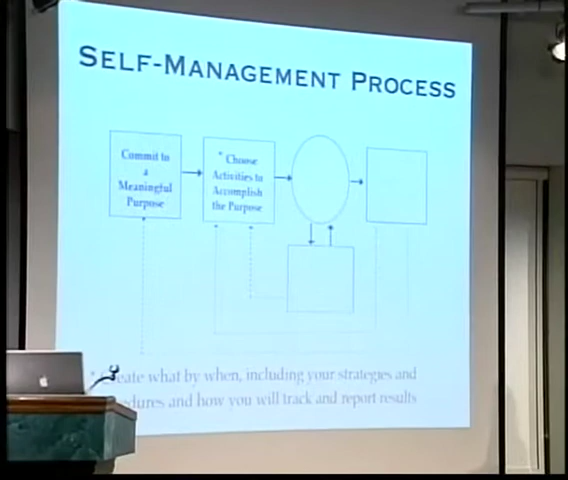 SELF-MANAGEMENT PROCESS
Commit to
a
Meaningful
Purpose
* Choose
Activities to
Accomplish
the Purpose
* Create what by when, including your strategies and
and how you will track and report results